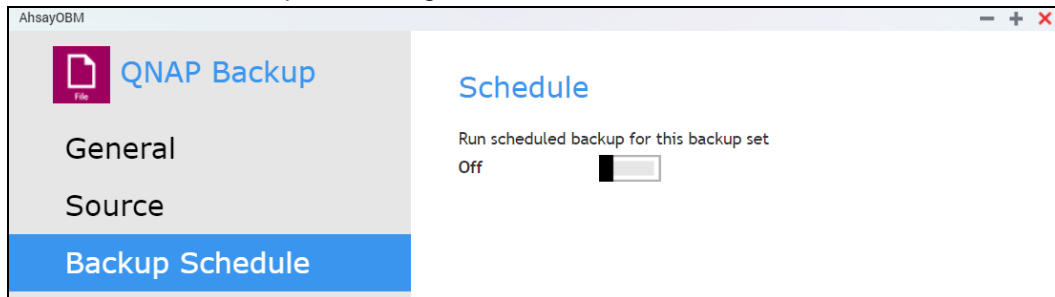 AhsayOBM
File
QNAP Backup
General
Source
Backup Schedule
Schedule
Run scheduled backup for this backup set
Off